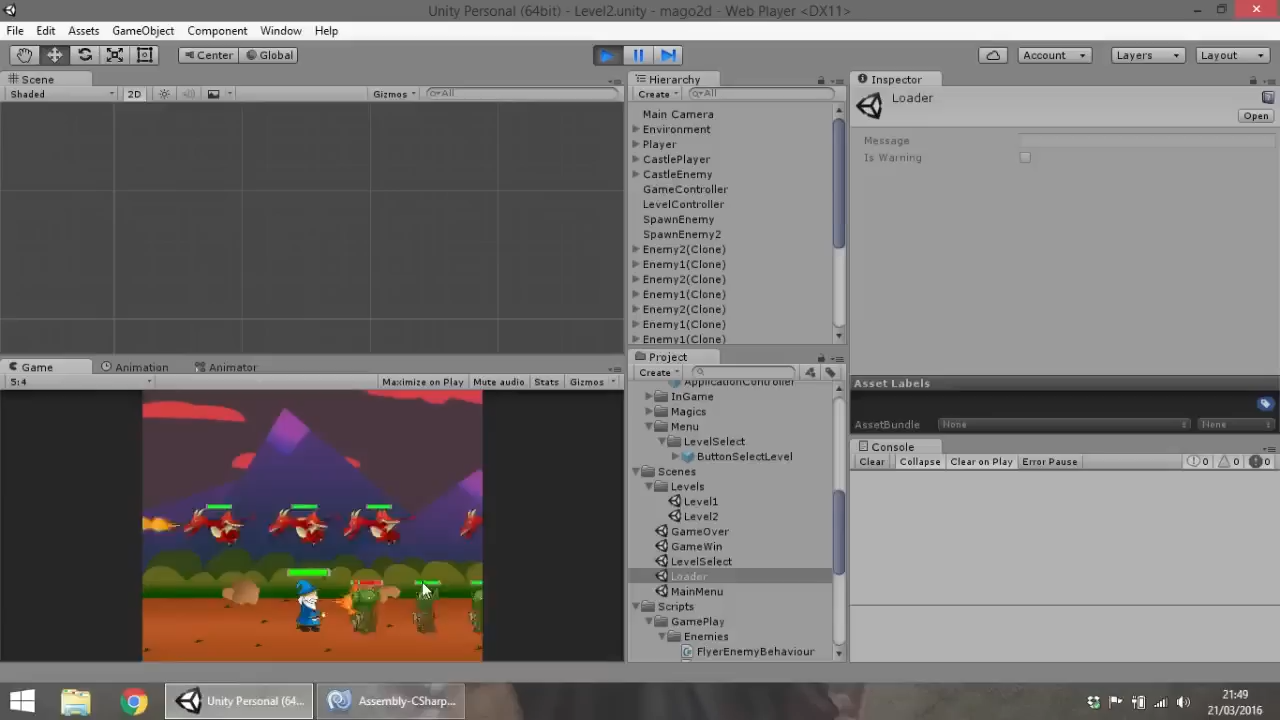 Unity Personal (64bit) - Level2.unity - mago2d - Web Player <DX11>
File Edit Assets GameObject Component Window Help
Center Global Account Layers Layout
Scene
Shaded 2D Gizmos All
Hierarchy
Create All
Main Camera
Environment
Player
CastlePlayer
CastleEnemy
GameController
LevelController
SpawnEnemy
SpawnEnemy2
Enemy2(Clone)
Enemy1(Clone)
Enemy2(Clone)
Enemy1(Clone)
Enemy2(Clone)
Enemy1(Clone)
Enemy1(Clone)
Inspector
Loader
Open
Message
Is Warning
Game Animation Animator
5:4 Maximize on Play Mute audio Stats Gizmos
Project
Create
ApplicationController
InGame
Magics
Menu
LevelSelect
ButtonSelectLevel
Scenes
Levels
Level1
Level2
GameOver
GameWin
LevelSelect
Loader
MainMenu
Scripts
GamePlay
Enemies
FlyerEnemyBehaviour
Asset Labels
AssetBundle None None
Console
Clear Collapse Clear on Play Error Pause 0 0 0
Unity Personal (64... Assembly-CSharp...
21:49
21/03/2016